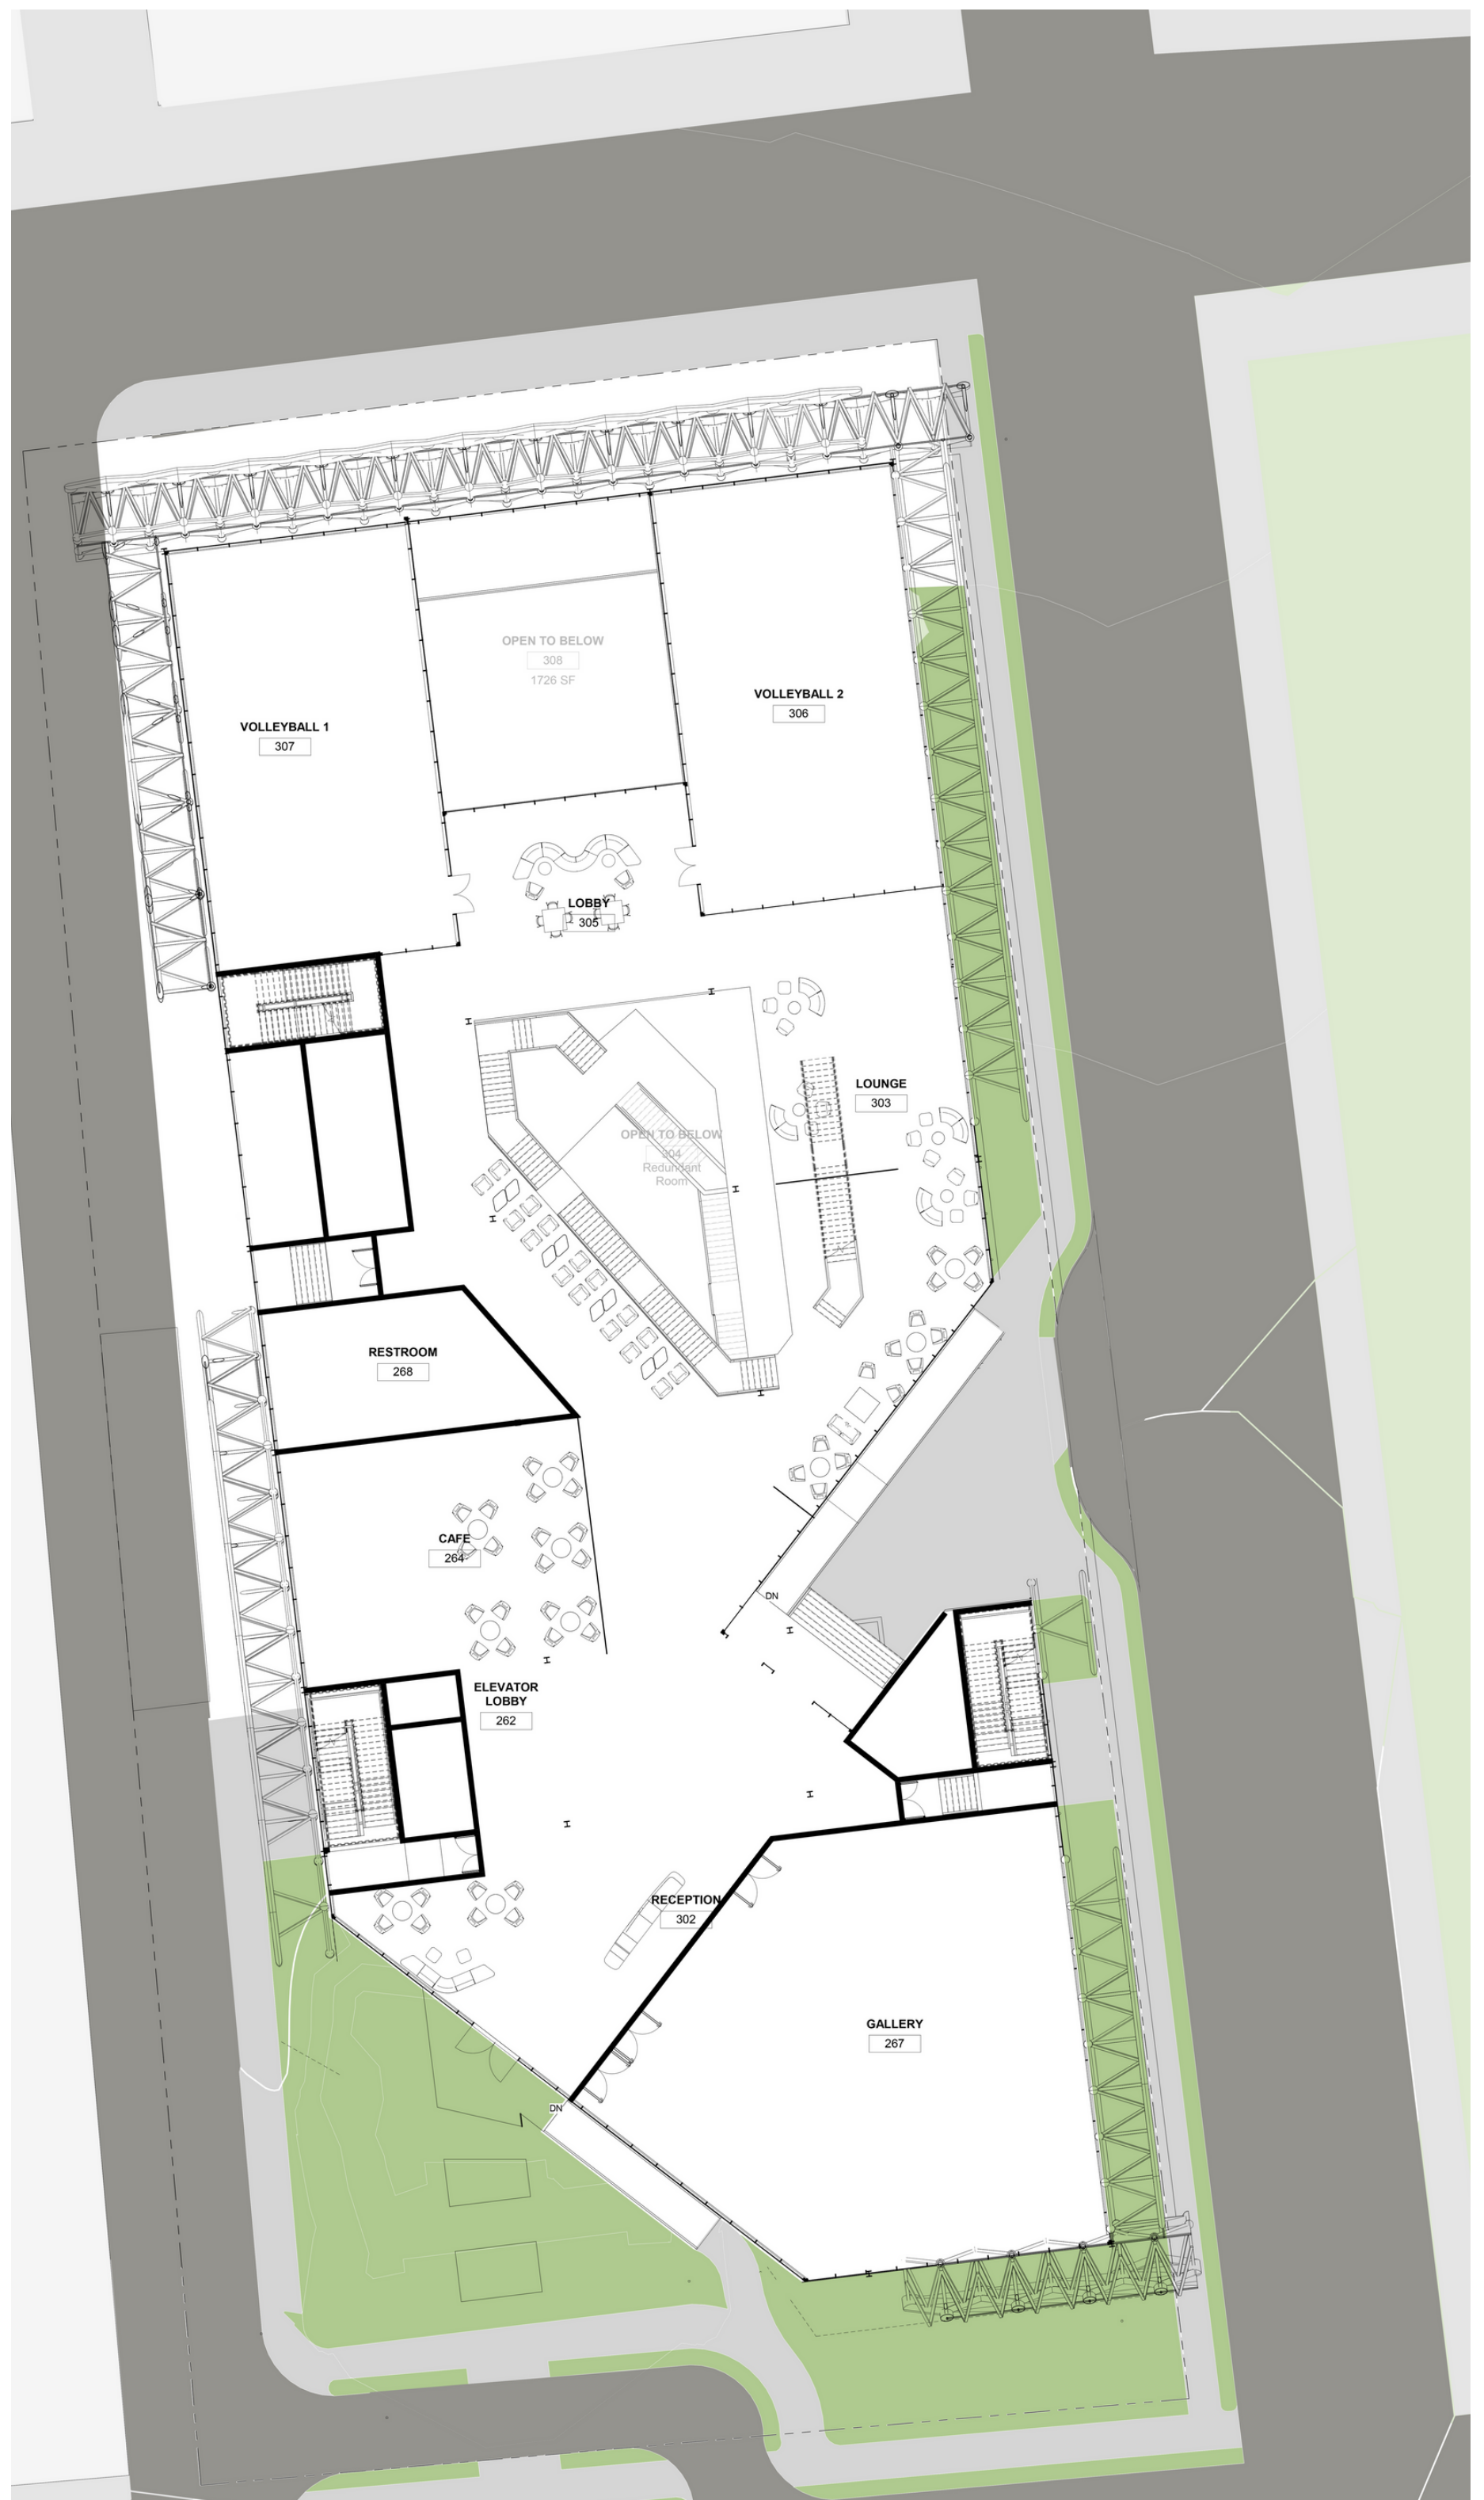 OPEN TO BELOW
308
1726 SF
VOLLEYBALL 2
306
VOLLEYBALL 1
307
LOBBY
305
LOUNGE
303
OPEN TO BELOW
304
Redundant
Room
RESTROOM
268
CAFE
264
DN
ELEVATOR
LOBBY
262
RECEPTION
302
GALLERY
267
DN